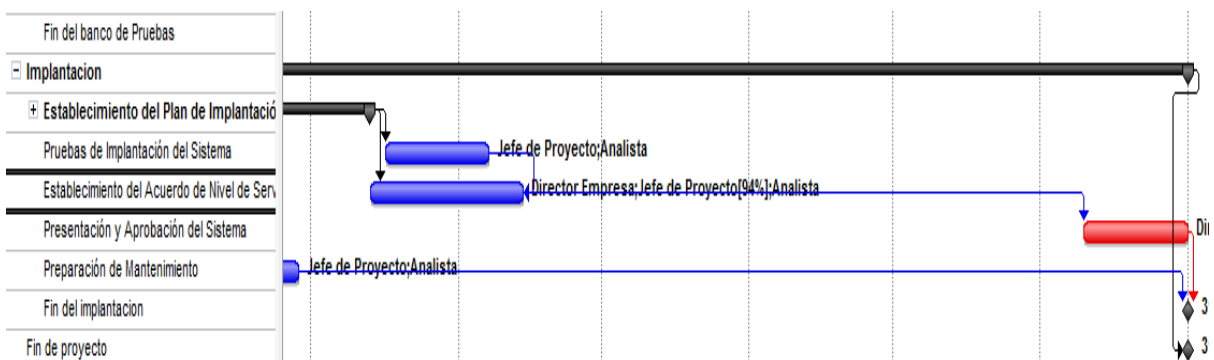 Fin del banco de Pruebas
Implantacion
Establecimiento del Plan de Implantació
Pruebas de Implantación del Sistema
Jefe de Proyecto;Analista
Establecimiento del Acuerdo de Nivel de Serv
Director Empresa;Jefe de Proyecto[94%];Analista
Presentación y Aprobación del Sistema
Dir
Preparación de Mantenimiento
Jefe de Proyecto;Analista
Fin del implantacion
3
Fin de proyecto
3